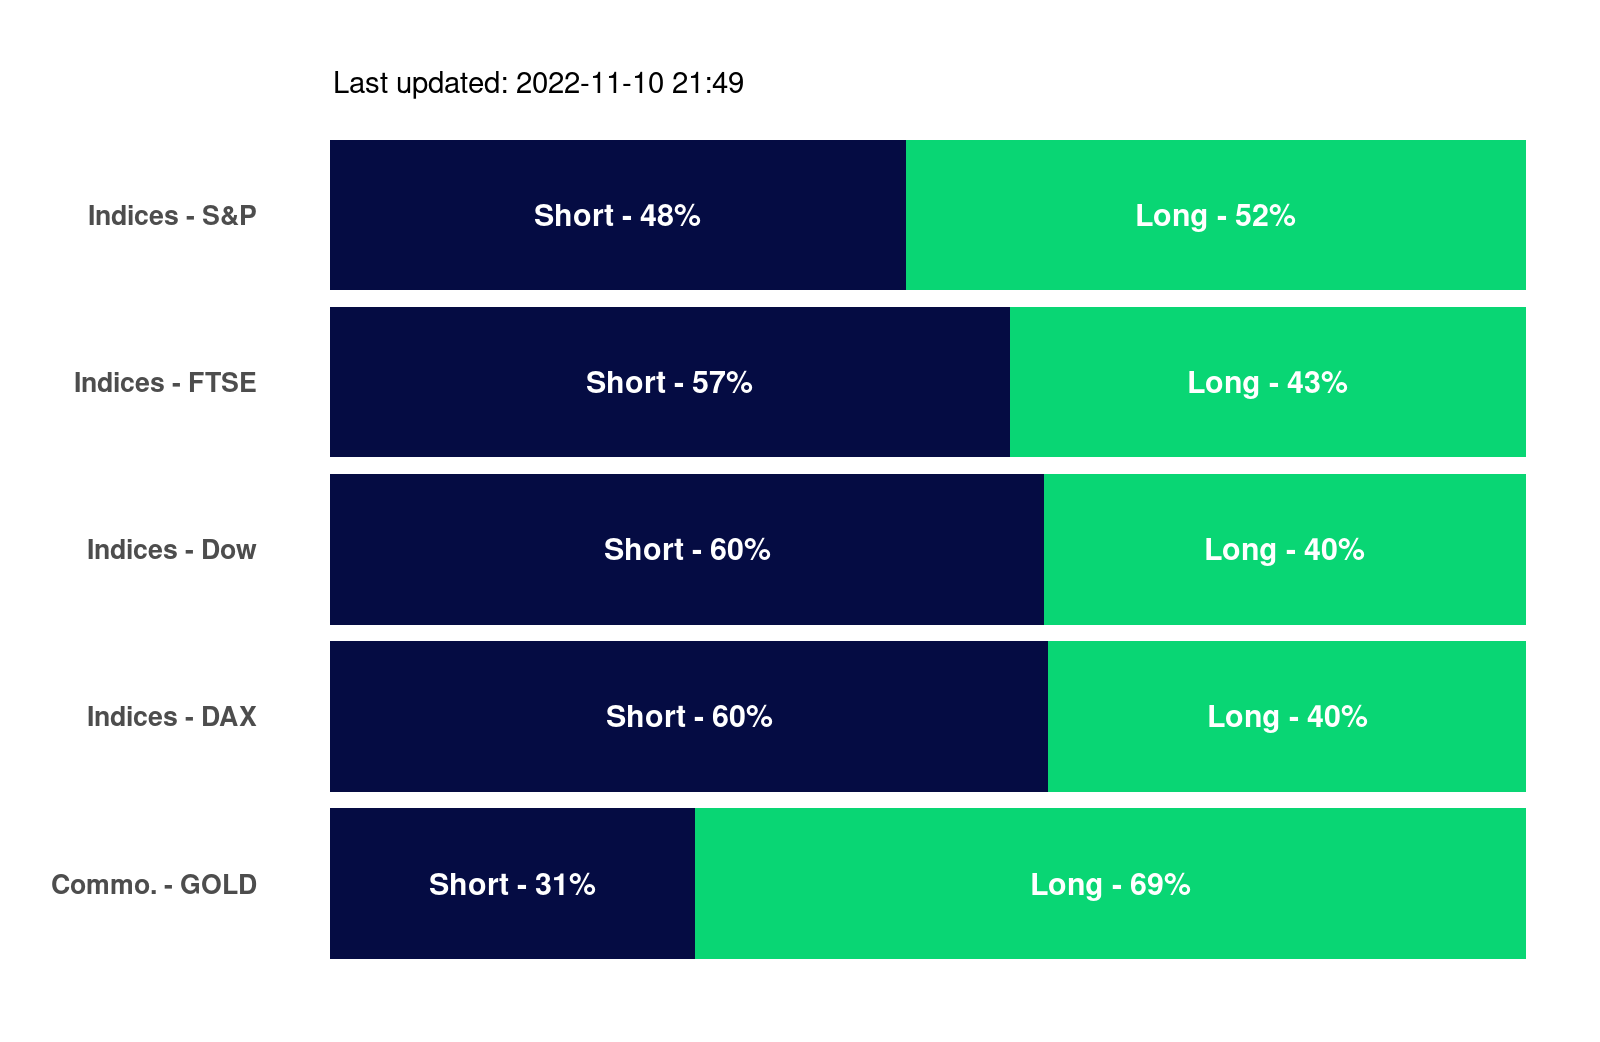 Last updated: 2022-11-10 21:49
Indices - S&P Short - 48% Long - 52%
Indices - FTSE Short - 57% Long - 43%
Indices - Dow Short - 60% Long - 40%
Indices - DAX Short - 60% Long - 40%
Commo. - GOLD Short - 31% Long - 69%